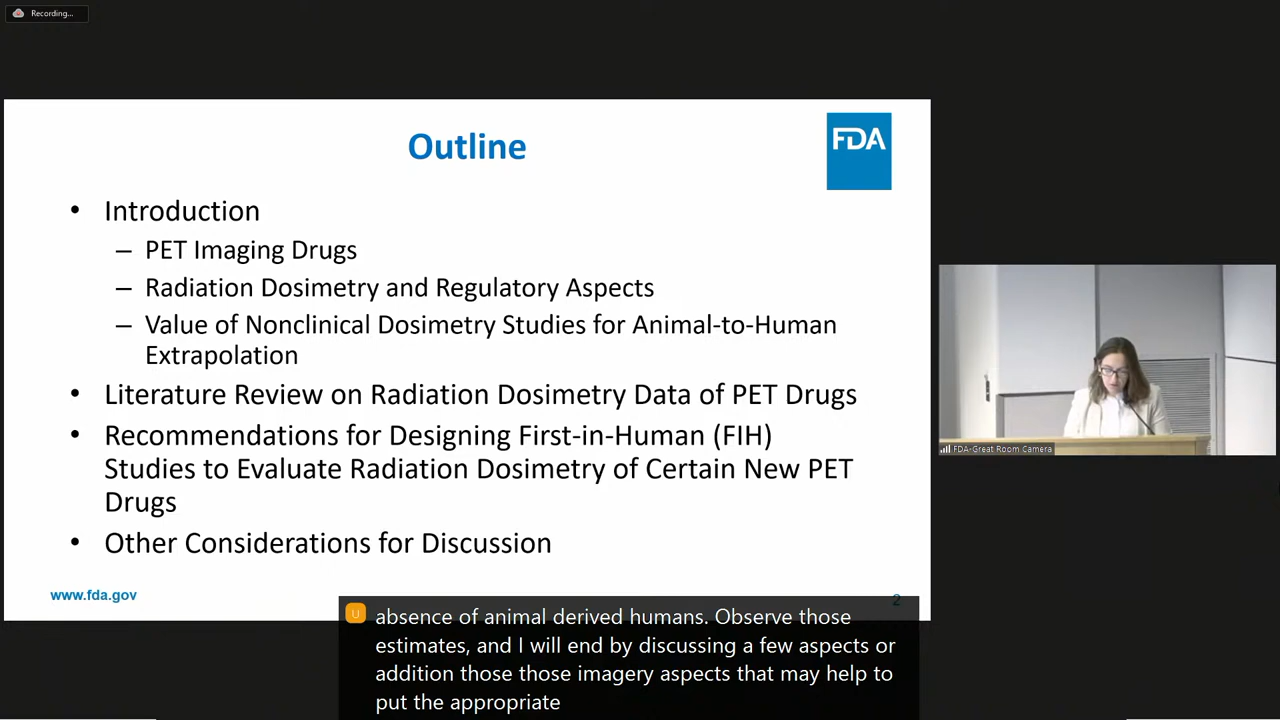 Recording...
Outline
FDA
• Introduction
– PET Imaging Drugs
– Radiation Dosimetry and Regulatory Aspects
– Value of Nonclinical Dosimetry Studies for Animal-to-Human
Extrapolation
• Literature Review on Radiation Dosimetry Data of PET Drugs
• Recommendations for Designing First-in-Human (FIH)
Studies to Evaluate Radiation Dosimetry of Certain New PET
Drugs
• Other Considerations for Discussion
www.fda.gov
2
FDA-Great Room Camera
U
absence of animal derived humans. Observe those
estimates, and I will end by discussing a few aspects or
addition those those imagery aspects that may help to
put the appropriate